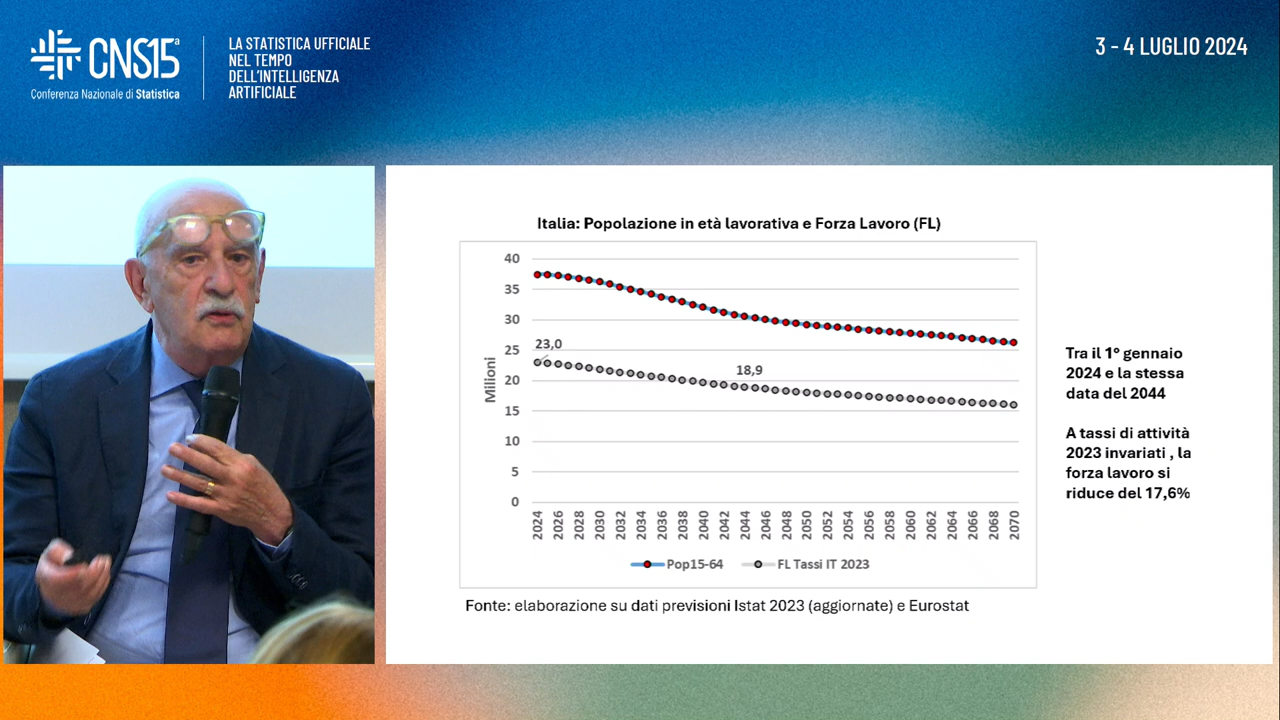 CNS15ª
Conferenza Nazionale di Statistica
LA STATISTICA UFFICIALE
NEL TEMPO
DELL'INTELLIGENZA
ARTIFICIALE
3 - 4 LUGLIO 2024
Italia: Popolazione in età lavorativa e Forza Lavoro (FL)
Milioni
40
35
30
25
20
15
10
5
0
23,0
18,9
2024 2026 2028 2030 2032 2034 2036 2038 2040 2042 2044 2046 2048 2050 2052 2054 2056 2058 2060 2062 2064 2066 2068 2070
Pop15-64 FL Tassi IT 2023
Fonte: elaborazione su dati previsioni Istat 2023 (aggiornate) e Eurostat
Tra il 1° gennaio
2024 e la stessa
data del 2044
A tassi di attività
2023 invariati , la
forza lavoro si
riduce del 17,6%